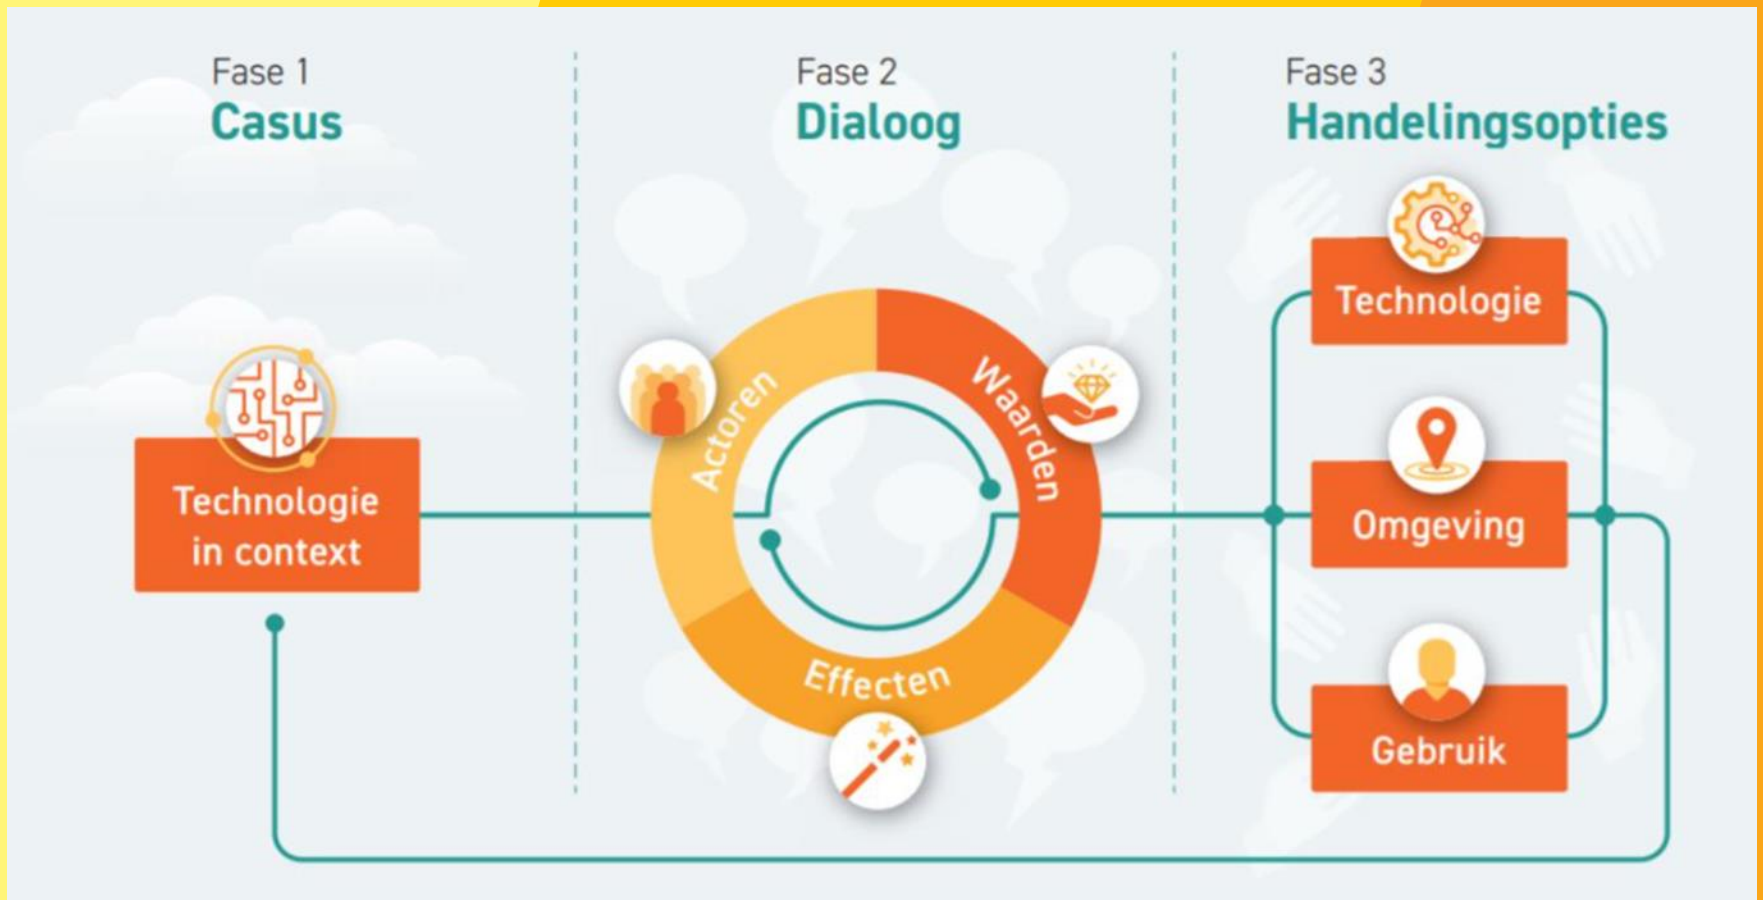 Fase 1
Casus
Technologie
in context
Fase 2
Dialoog
Actoren
Waarden
Effecten
Fase 3
Handelingsopties
Technologie
Omgeving
Gebruik